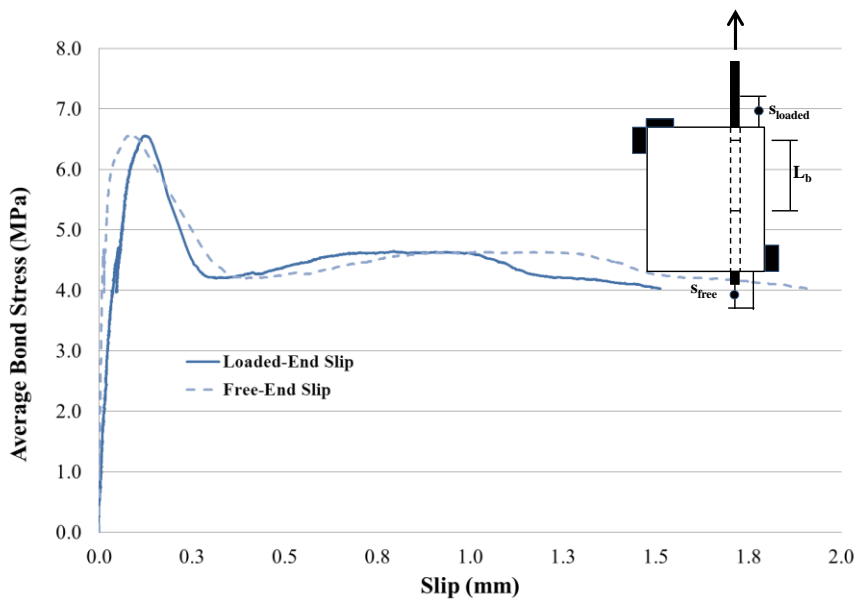 8.0
7.0
6.0
5.0
4.0
3.0
2.0
1.0
0.0
Average Bond Stress (MPa)
0.0 0.3 0.5 0.8 1.0 1.3 1.5 1.8 2.0
Slip (mm)
Loaded-End Slip
Free-End Slip
s_loaded
L_b
s_free